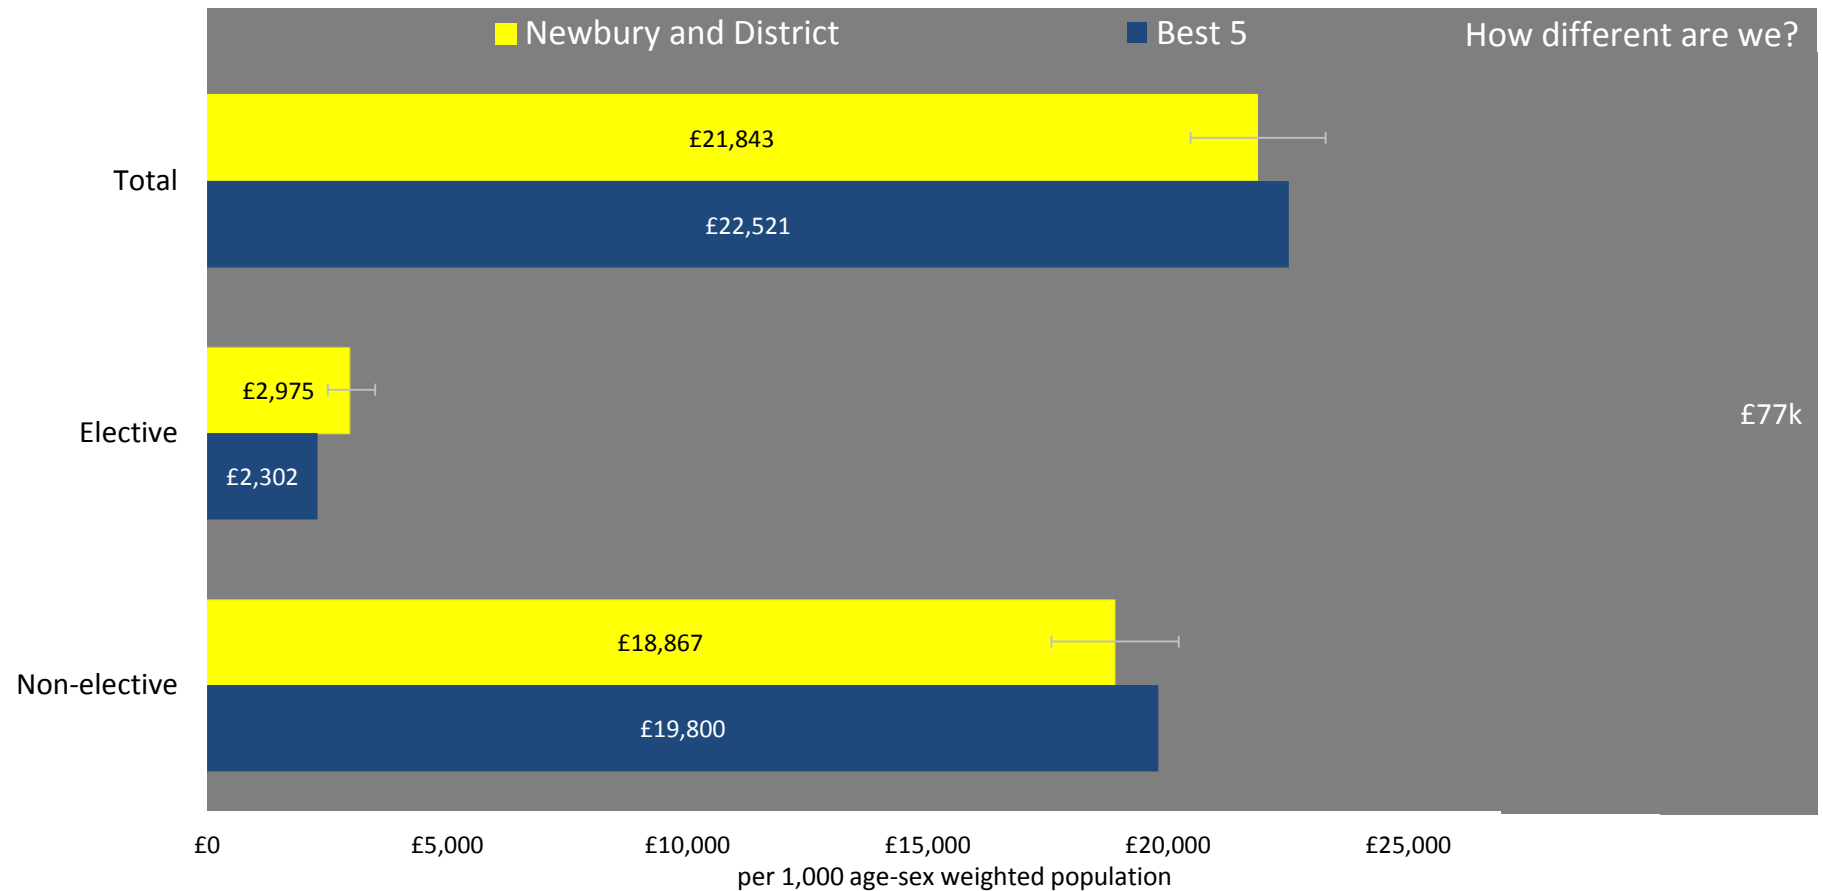 Newbury and District
Best 5
How different are we?
Total
£21,843
£22,521
Elective
£2,975
£2,302
£77k
Non-elective
£18,867
£19,800
£0
£5,000
£10,000
£15,000
£20,000
£25,000
per 1,000 age-sex weighted population